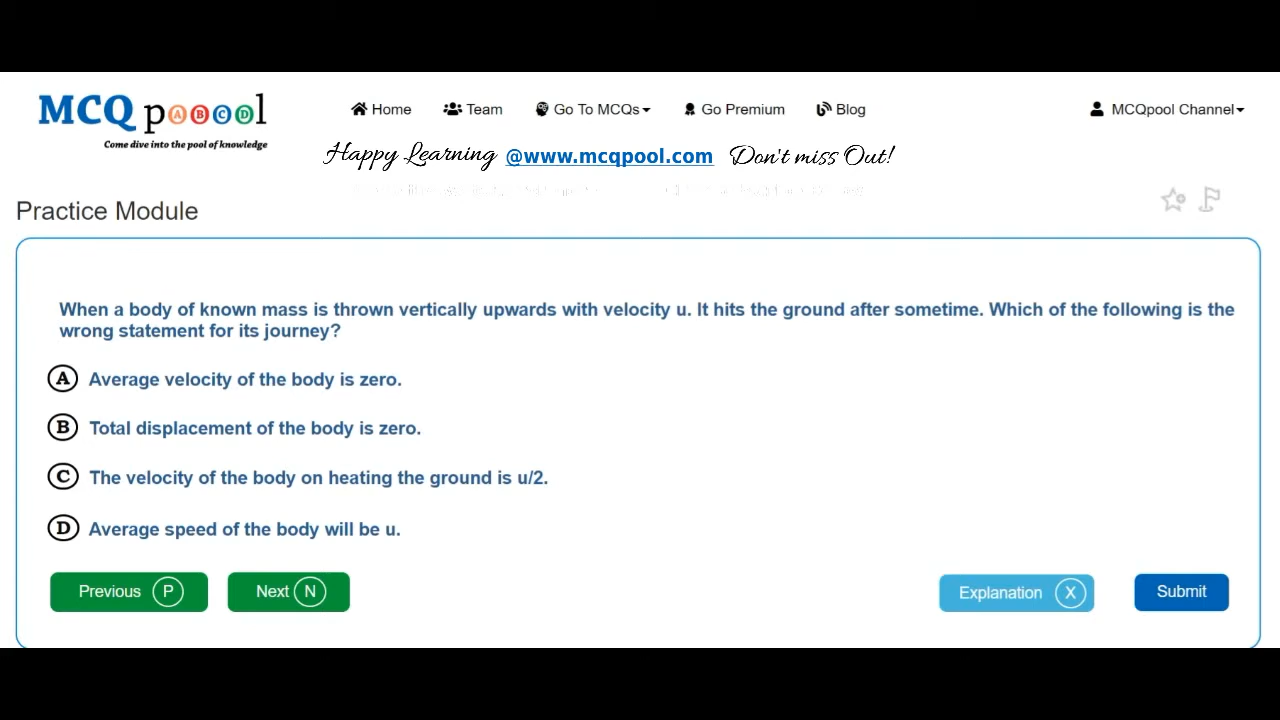 MCQ pABCDl
Come dive into the pool of knowledge
Home Team Go To MCQs Go Premium Blog MCQpool Channel
Happy Learning @www.mcqpool.com Don't miss Out!
Practice Module
When a body of known mass is thrown vertically upwards with velocity u. It hits the ground after sometime. Which of the following is the
wrong statement for its journey?
A Average velocity of the body is zero.
B Total displacement of the body is zero.
C The velocity of the body on heating the ground is u/2.
D Average speed of the body will be u.
Previous P Next N Explanation X Submit